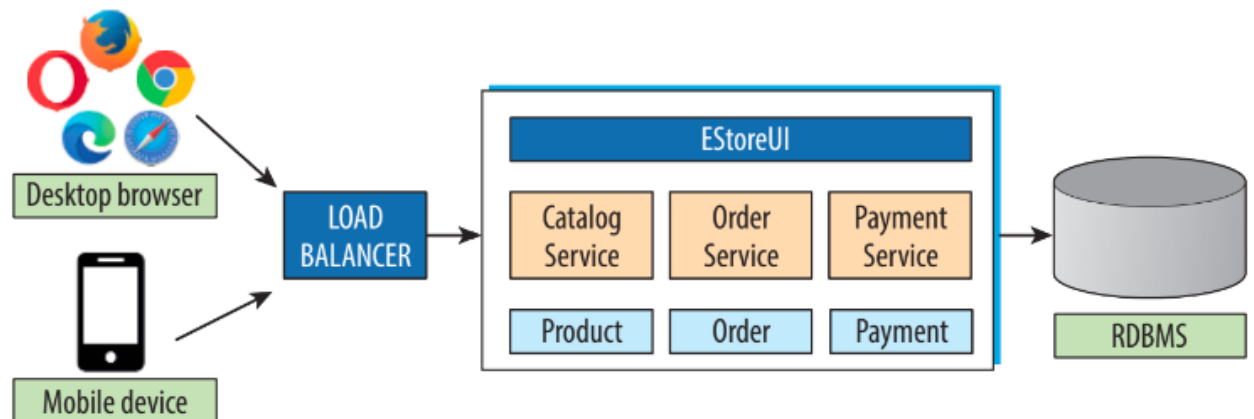 Desktop browser
Mobile device
LOAD
BALANCER
EStoreUI
Catalog
Service
Order
Service
Payment
Service
Product
Order
Payment
RDBMS